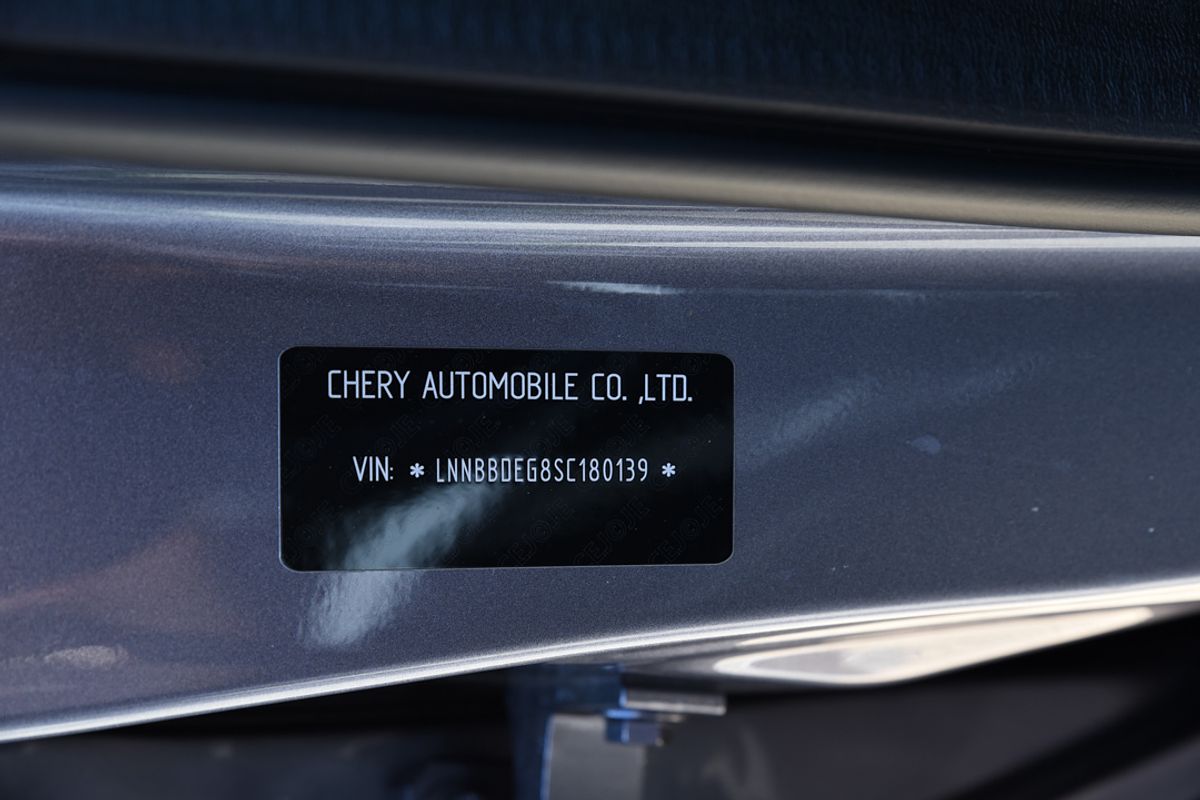 CHERY AUTOMOBILE CO. ,LTD.
VIN: * LNNBBDEG8SC180139 *